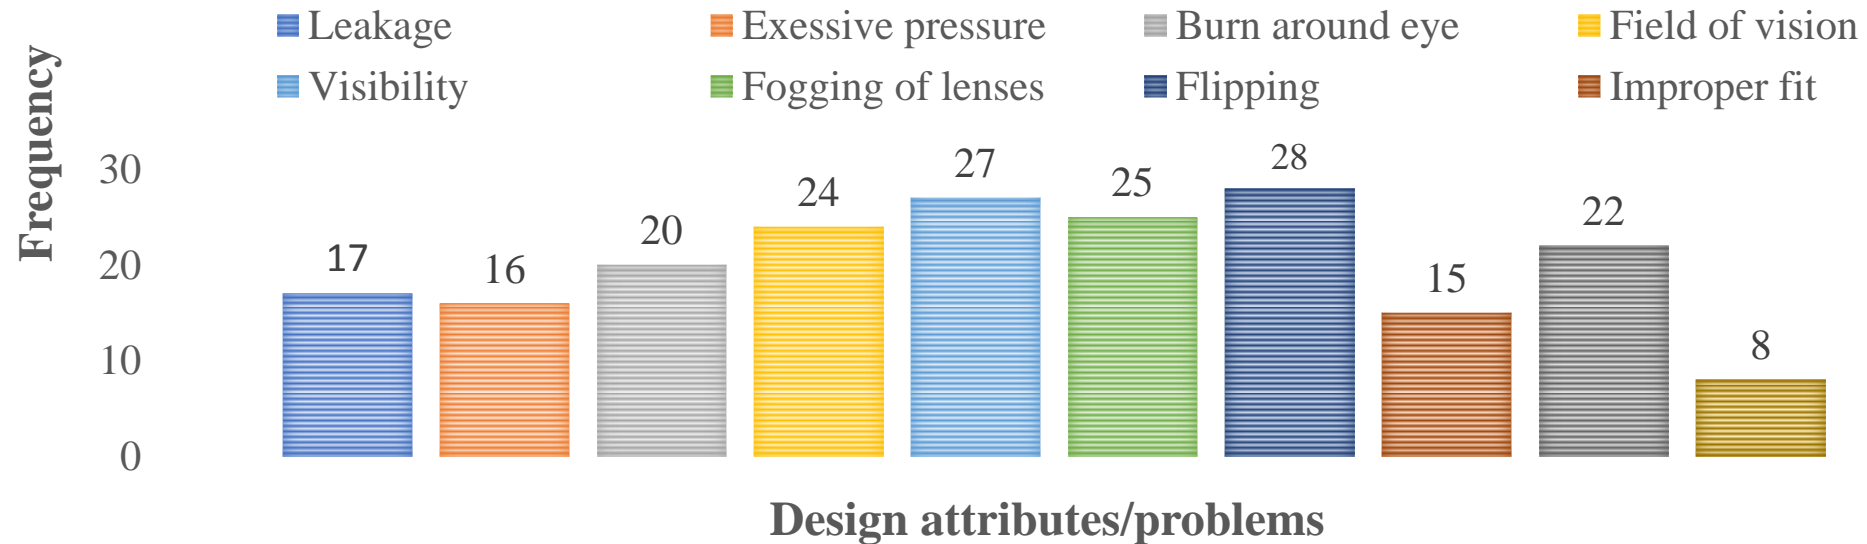 Leakage Exessive pressure Burn around eye Field of vision
Visibility Fogging of lenses Flipping Improper fit
Frequency
30
20
10
0
17 16 20 24 27 25 28 15 22 8
Design attributes/problems